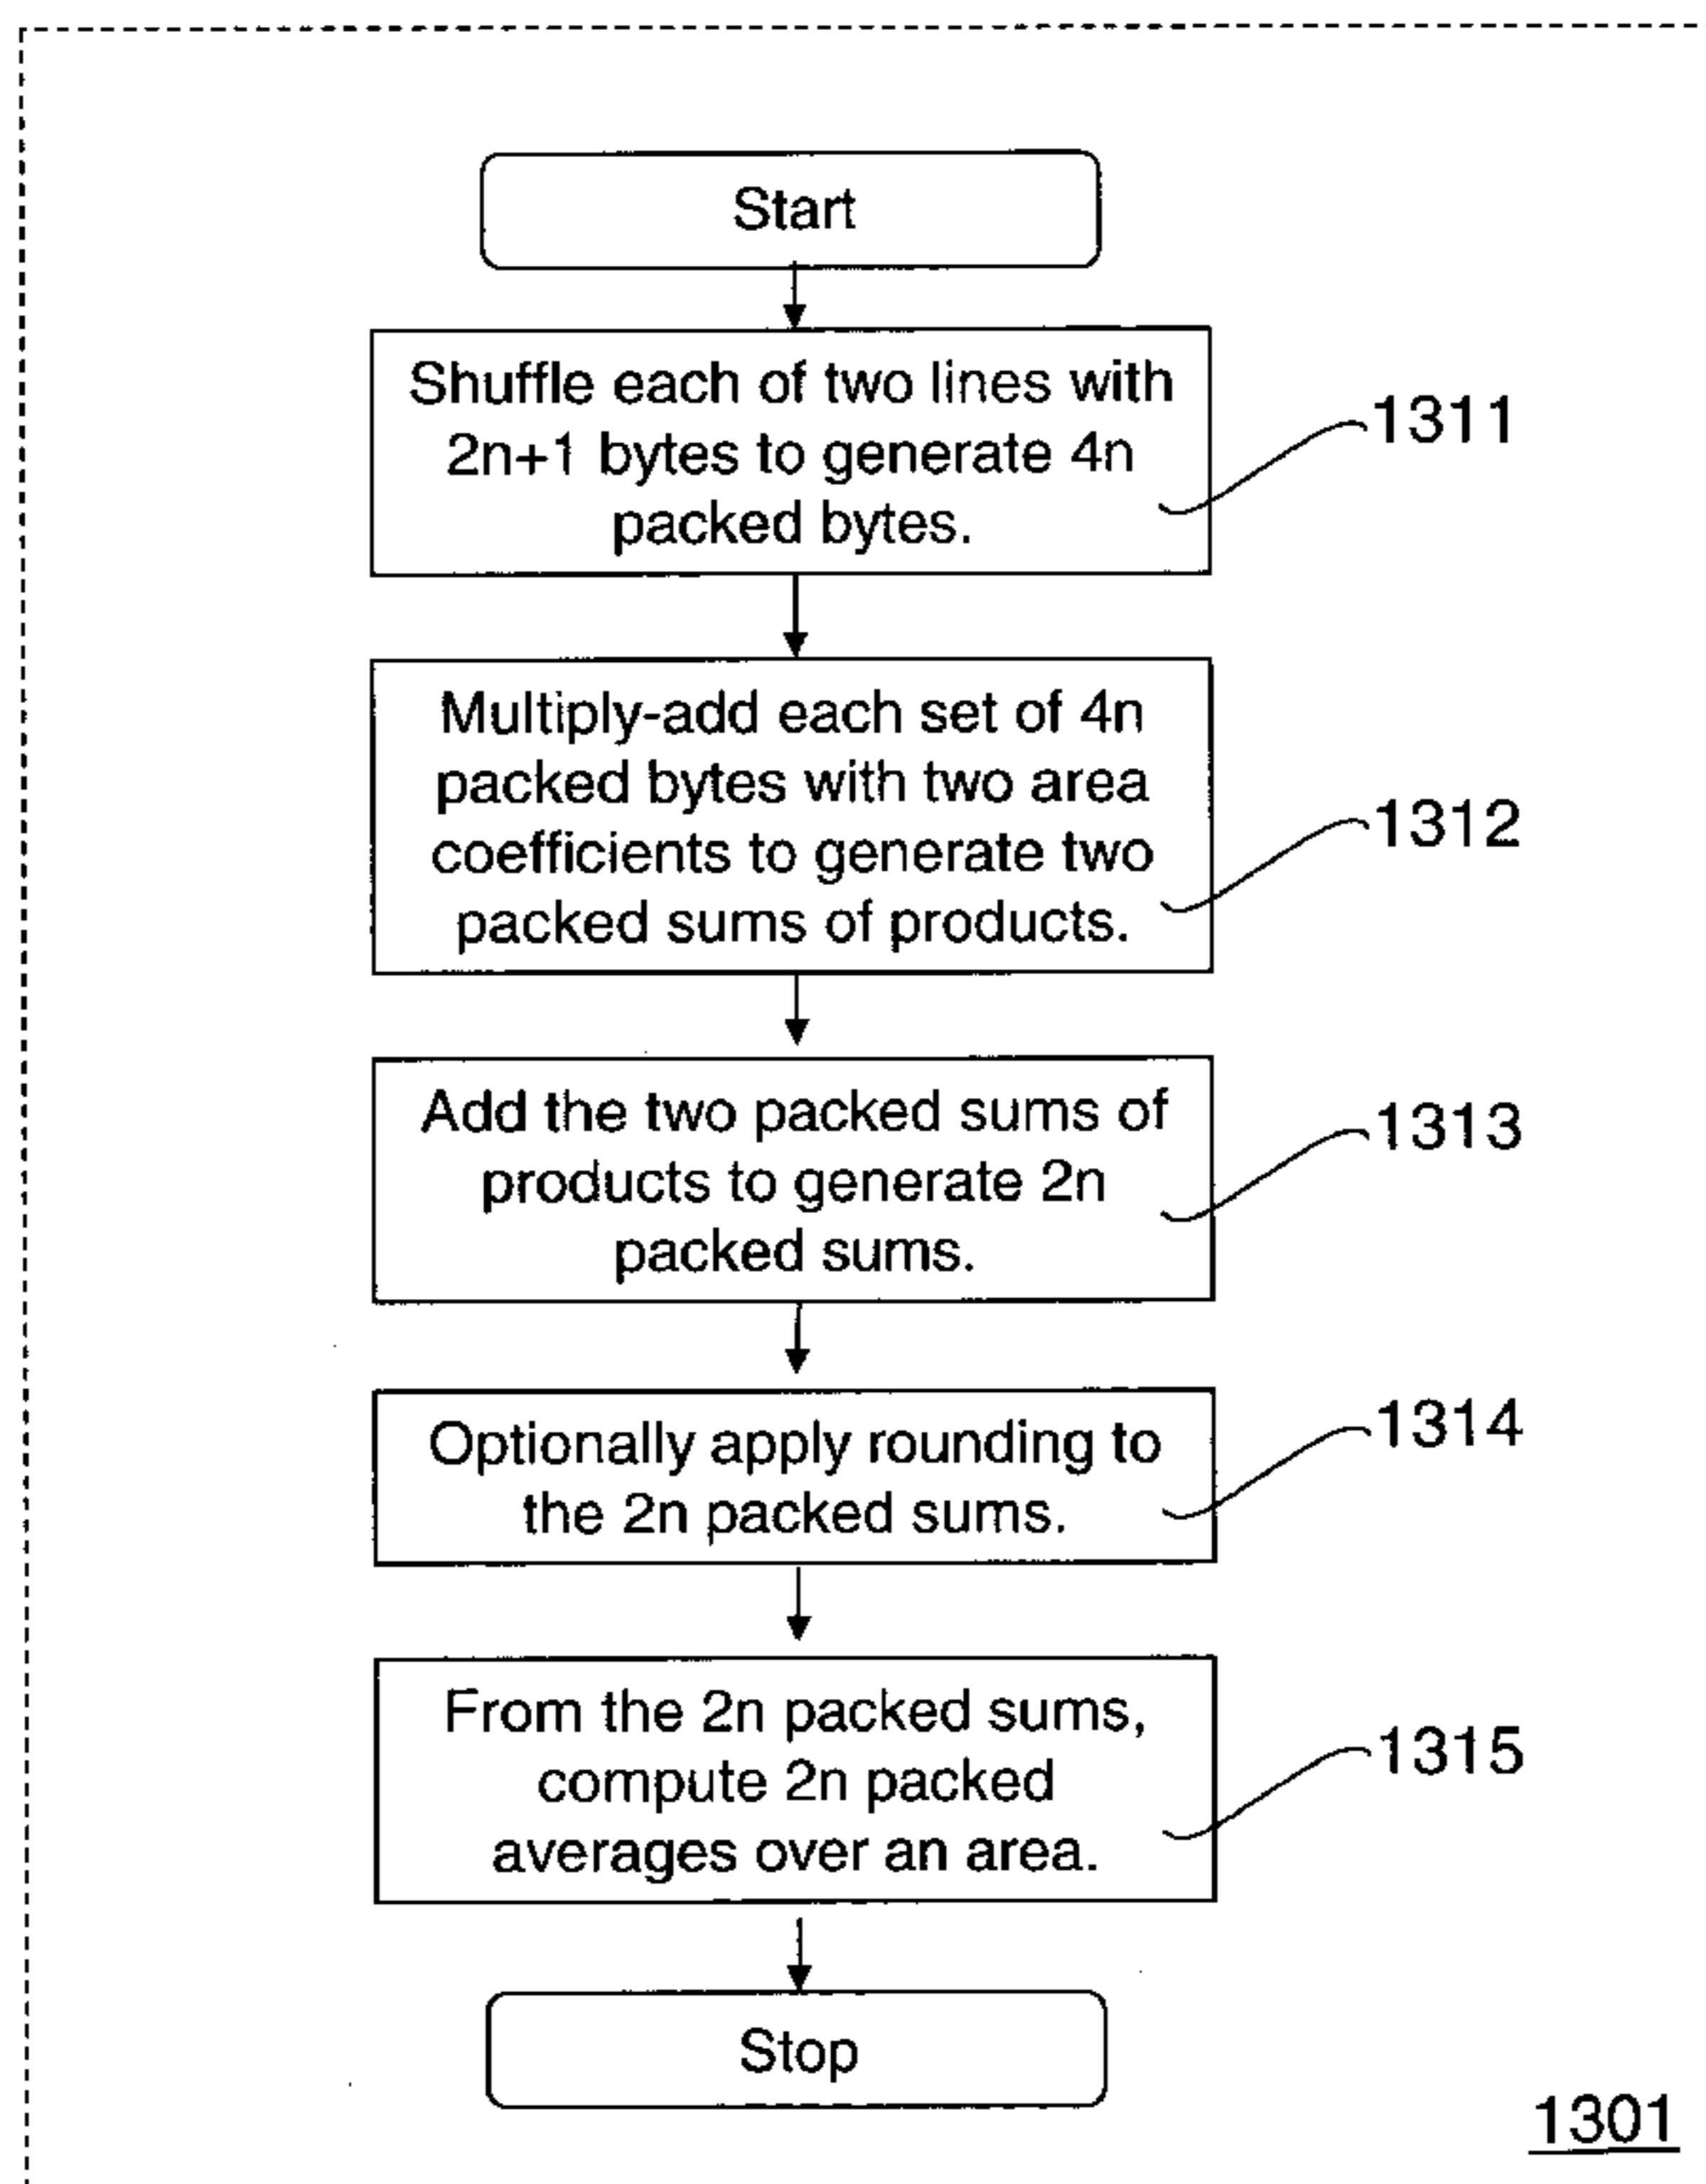 Start
Shuffle each of two lines with
2n+1 bytes to generate 4n
packed bytes.
1311
Multiply-add each set of 4n
packed bytes with two area
coefficients to generate two
packed sums of products.
1312
Add the two packed sums of
products to generate 2n
packed sums.
1313
Optionally apply rounding to
the 2n packed sums.
1314
From the 2n packed sums,
compute 2n packed
averages over an area.
1315
Stop
1301